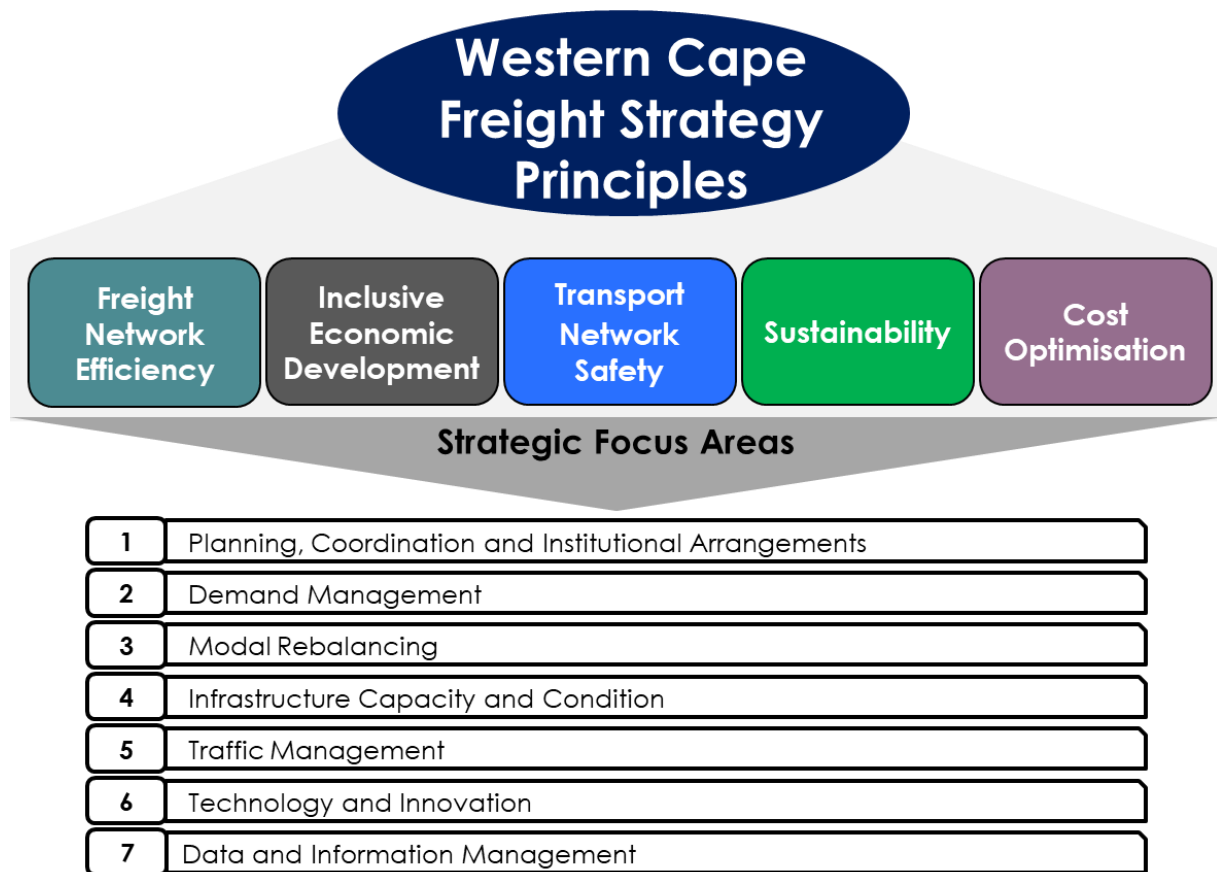 Western Cape
Freight Strategy
Principles
Freight
Network
Efficiency
Inclusive
Economic
Development
Transport
Network
Safety
Sustainability
Cost
Optimisation
Strategic Focus Areas
1 Planning, Coordination and Institutional Arrangements
2 Demand Management
3 Modal Rebalancing
4 Infrastructure Capacity and Condition
5 Traffic Management
6 Technology and Innovation
7 Data and Information Management